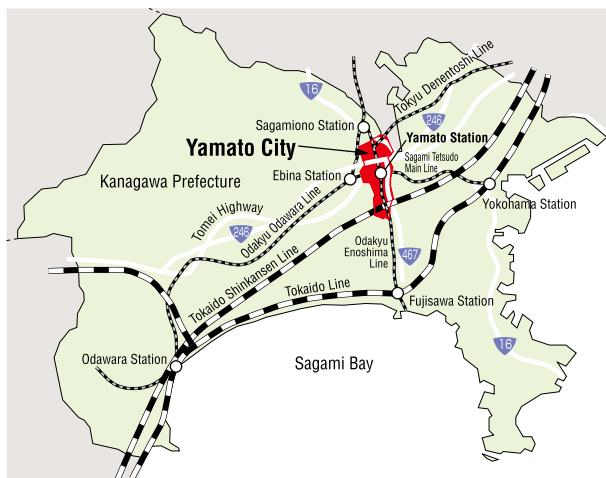 Tokyu Denentoshi Line
16
246
Sagamiono Station
Yamato Station
Yamato City
Sagami Tetsudo
Main Line
Ebina Station
Kanagawa Prefecture
Yokohama Station
Tomei Highway
246
Odakyu Odawara Line
Odakyu
Enoshima
Line
467
Tokaido Shinkansen Line
Tokaido Line
Fujisawa Station
16
Odawara Station
Sagami Bay